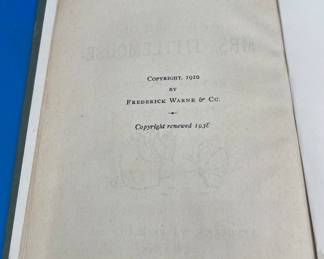 COPYRIGHT, 1910
BY
FREDERICK WARNE & CO.
Copyright renewed 1938